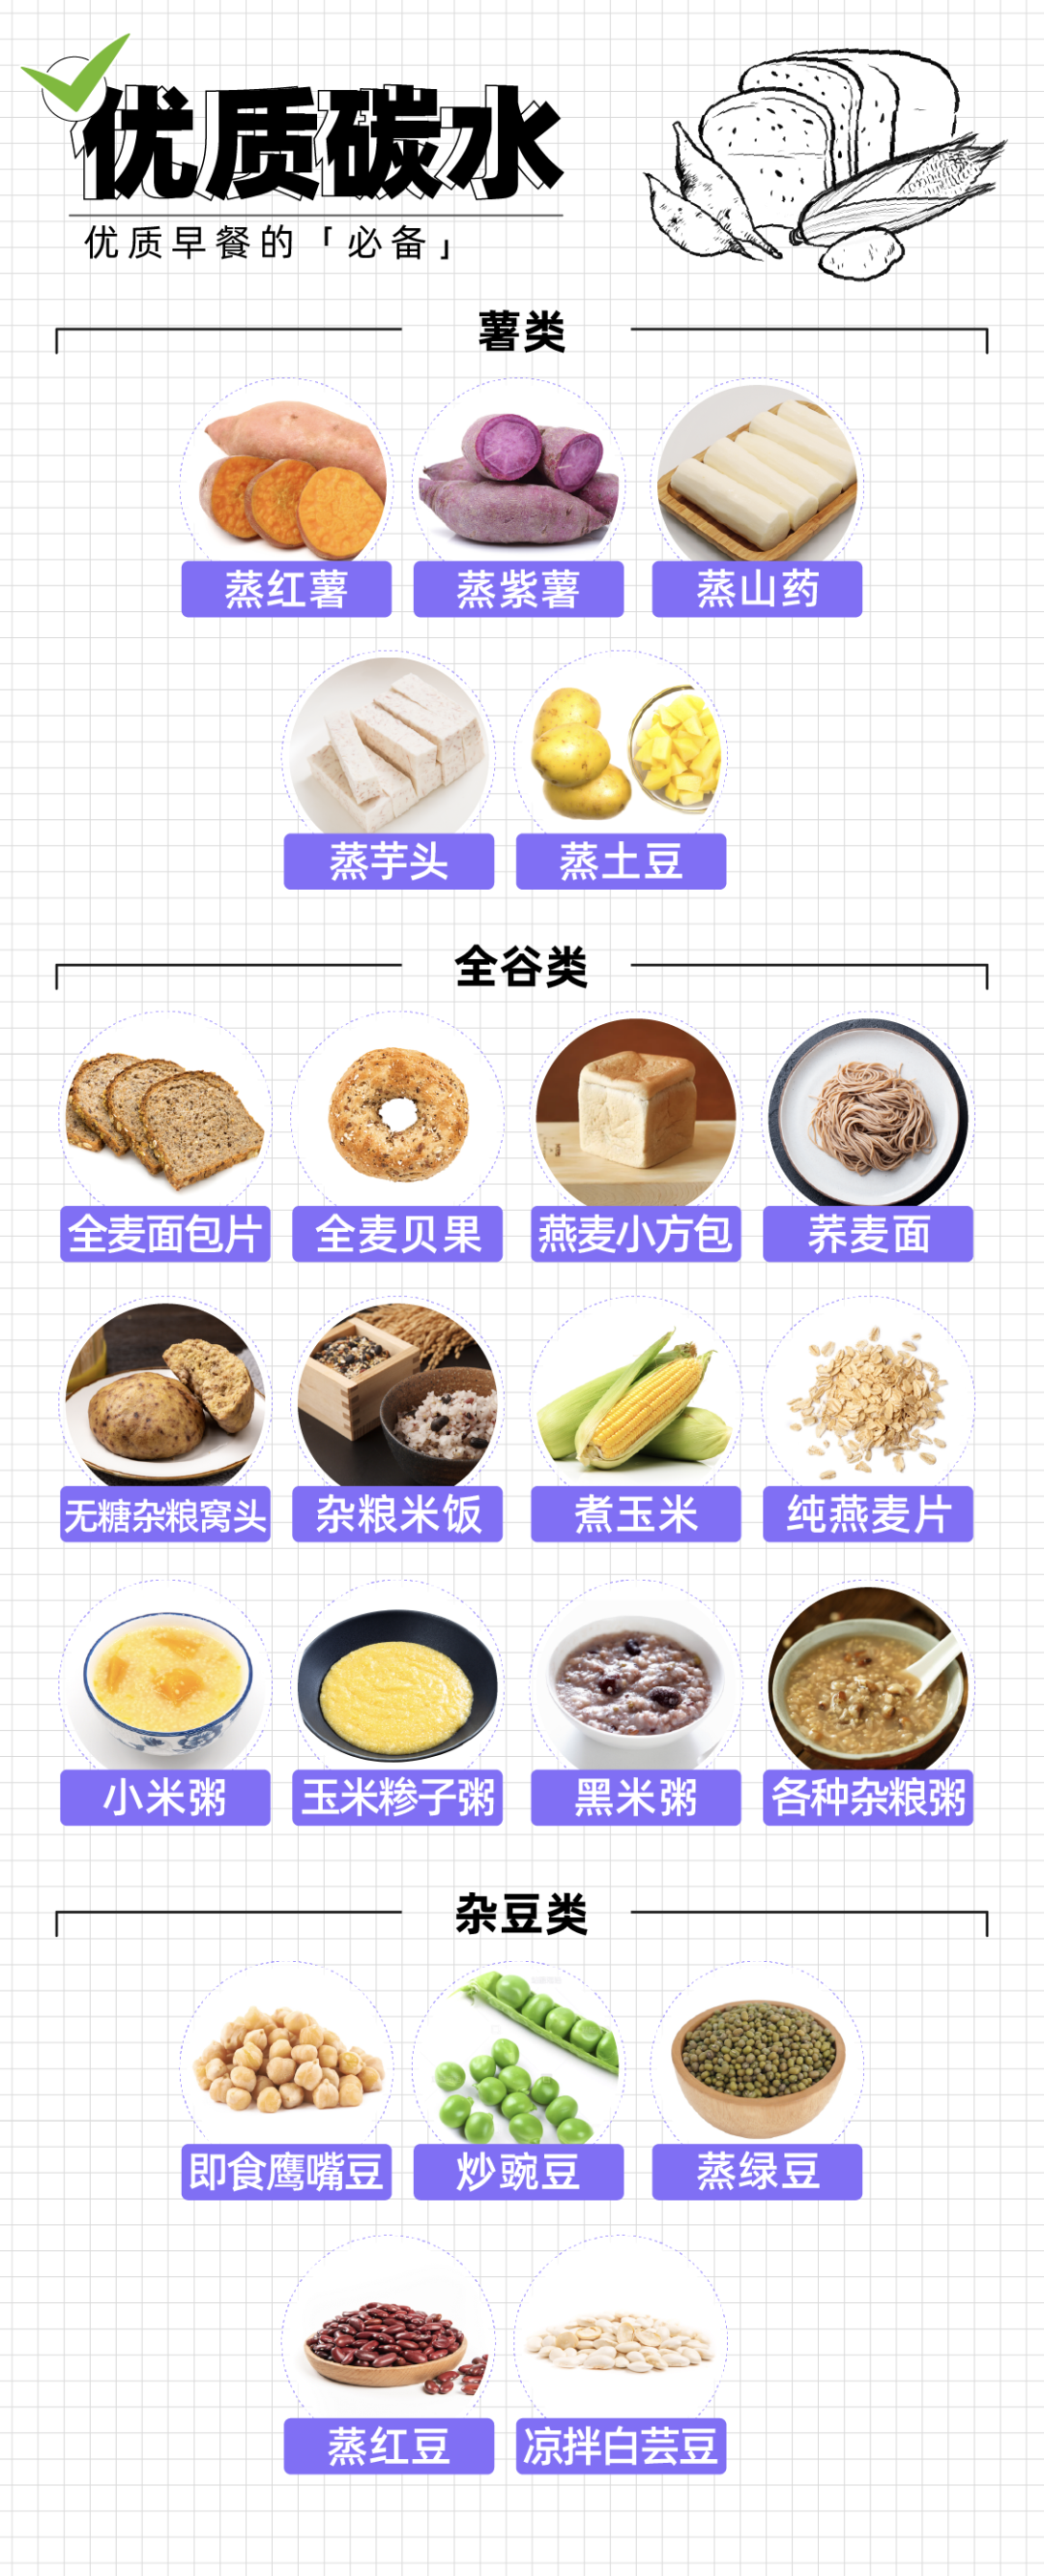 优质碳水
优质早餐的「必备」
薯类
蒸红薯 蒸紫薯 蒸山药
蒸芋头 蒸土豆
全谷类
全麦面包片 全麦贝果 燕麦小方包 荞麦面
无糖杂粮窝头 杂粮米饭 煮玉米 纯燕麦片
小米粥 玉米糁子粥 黑米粥 各种杂粮粥
杂豆类
即食鹰嘴豆 炒豌豆 蒸绿豆
蒸红豆 凉拌白芸豆